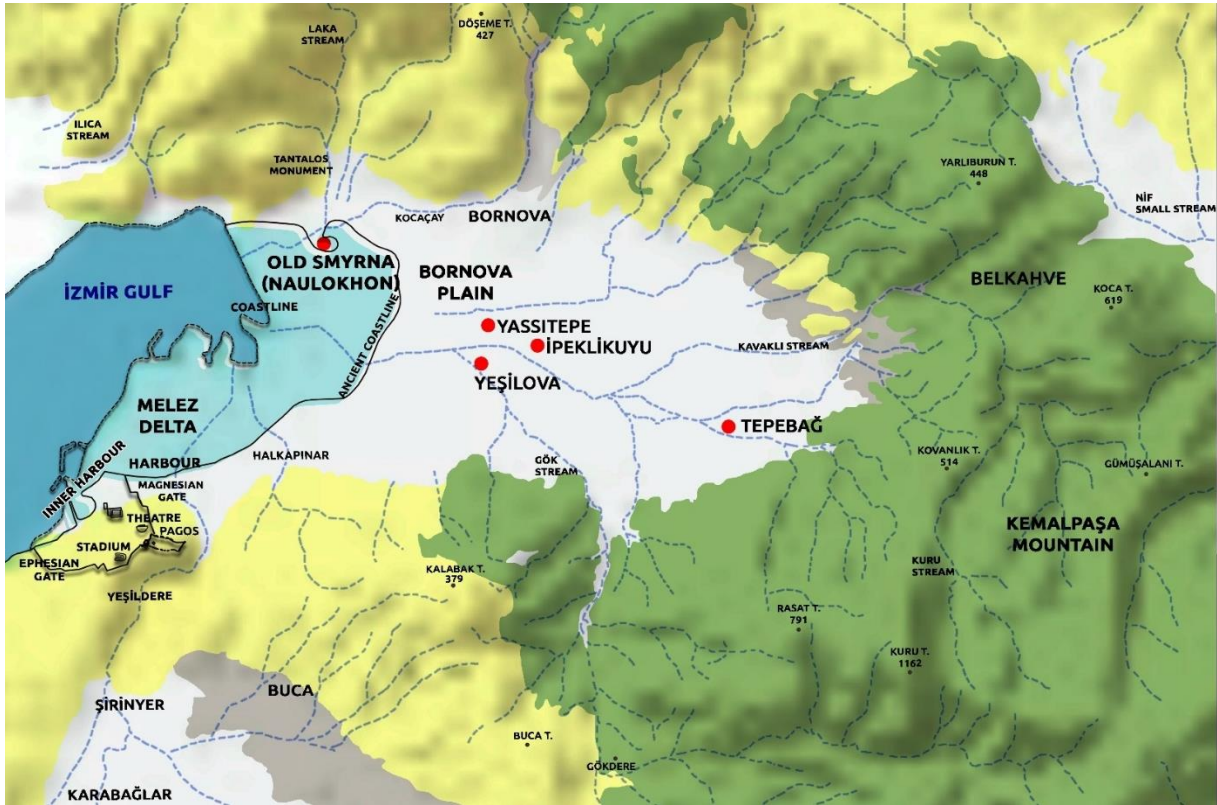 LAKA
STREAM
DÖŞEME T.
427
ILICA
STREAM
TANTALOS
MONUMENT
YARLIBURUN T.
448
NİF
SMALL STREAM
KOCAÇAY
BORNOVA
OLD SMYRNA
(NAULOKHON)
BORNOVA
PLAIN
BELKAHVE
İZMİR GULF
KOCA T.
619
COASTLINE
ANCIENT COASTLINE
YASSITEPE
İPEKLİKUYU
KAVAKLI STREAM
YEŞİLOVA
MELEZ
DELTA
TEPEBAĞ
HALKAPINAR
HARBOUR
INNER HARBOUR
GÖK
STREAM
KOVANLIK T.
514
GÜMÜŞALANI T.
MAGNESIAN
GATE
THEATRE
PAGOS
STADIUM
EPHESIAN
GATE
KEMALPAŞA
MOUNTAIN
KURU
STREAM
KALABAK T.
379
YEŞİLDERE
RASAT T.
791
KURU T.
1162
BUCA
ŞİRİNYER
BUCA T.
GÖKDERE
KARABAĞLAR